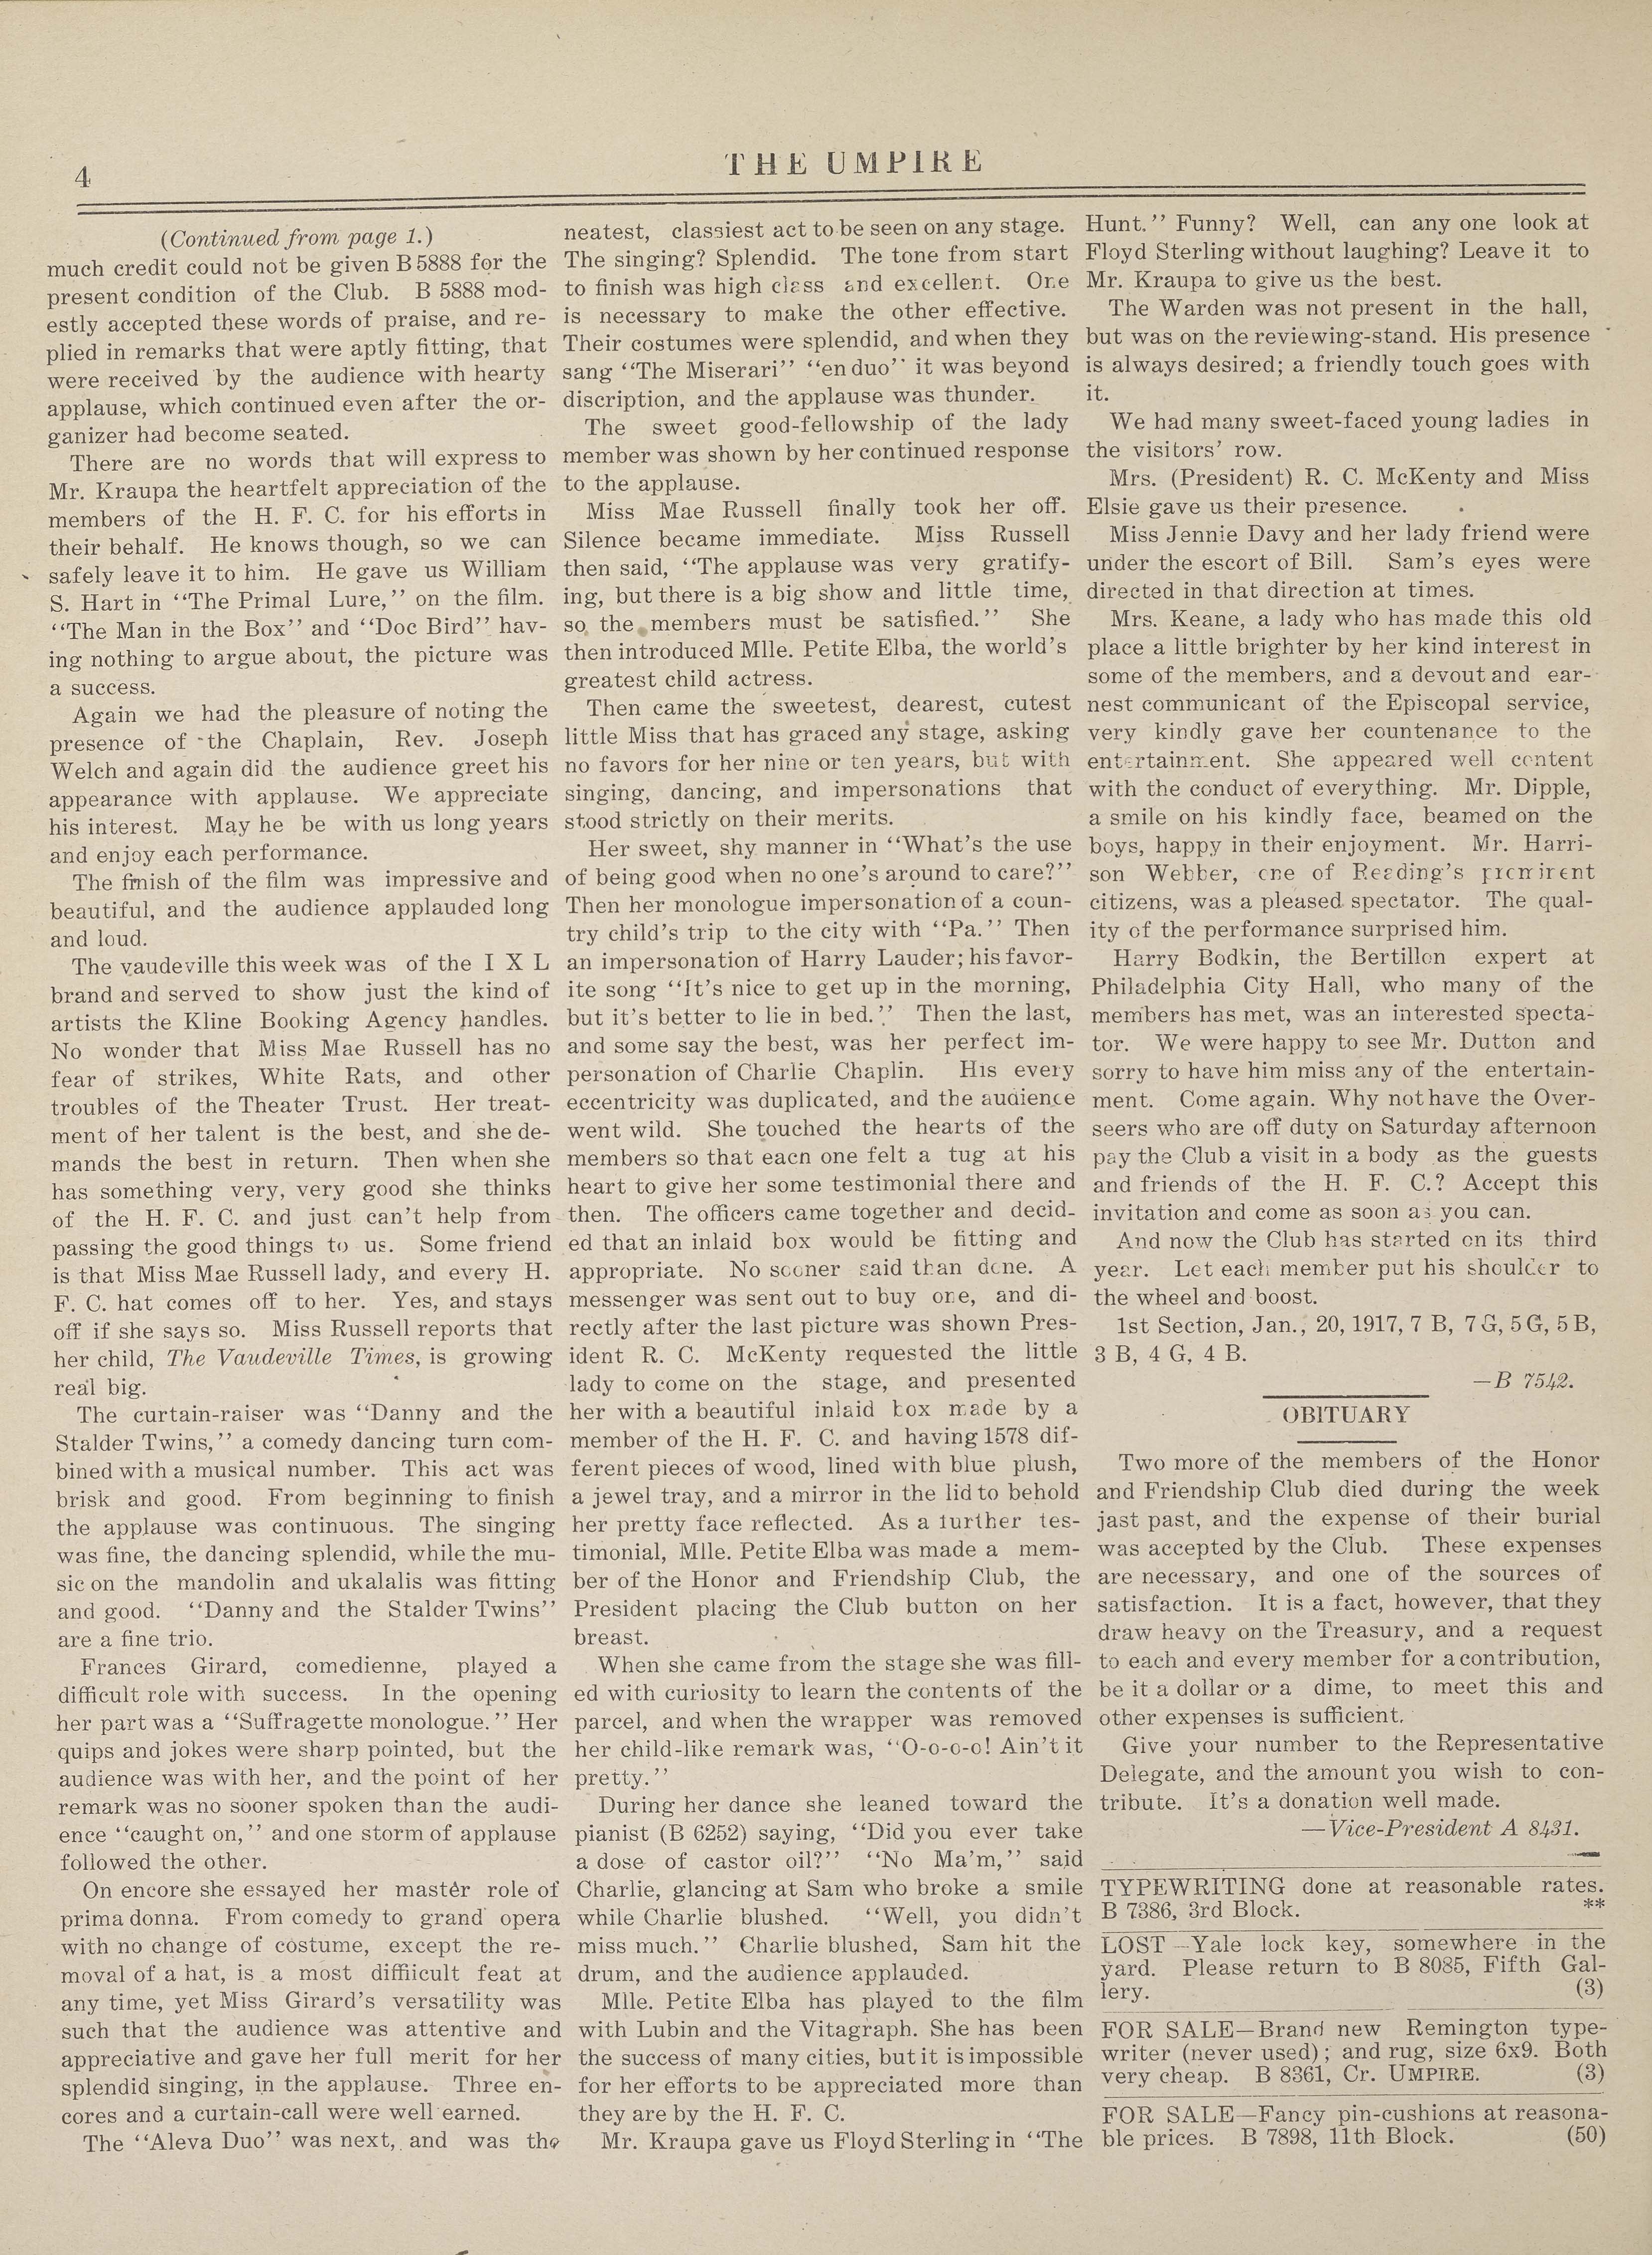 4
THE UMPIRE
(Continued from page 1.)
much credit could not be given B 5888 for the
present condition of the Club. B 5888 mod-
estly accepted these words of praise, and re-
plied in remarks that were aptly fitting, that
were received by the audience with hearty
applause, which continued even after the or-
ganizer had become seated.
There are no words that will express to
Mr. Kraupa the heartfelt appreciation of the
members of the H. F. C. for his efforts in
their behalf. He knows though, so we can
safely leave it to him. He gave us William
S. Hart in "The Primal Lure," on the film.
"The Man in the Box" and "Doc Bird" hav-
ing nothing to argue about, the picture was
a success.
Again we had the pleasure of noting the
presence of the Chaplain, Rev. Joseph
Welch and again did the audience greet his
appearance with applause. We appreciate
his interest. May he be with us long years
and enjoy each performance.
The finish of the film was impressive and
beautiful, and the audience applauded long
and loud.
The vaudeville this week was of the I X L
brand and served to show just the kind of
artists the Kline Booking Agency handles.
No wonder that Miss Mae Russell has no
fear of strikes, White Rats, and other
troubles of the Theater Trust. Her treat-
ment of her talent is the best, and she de-
mands the best in return. Then when she
has something very, very good she thinks
of the H. F. C. and just can't help from
passing the good things to us. Some friend
is that Miss Mae Russell lady, and every H.
F. C. hat comes off to her. Yes, and stays
off if she says so. Miss Russell reports that
her child, The Vaudeville Times, is growing
real big.
The curtain-raiser was "Danny and the
Stalder Twins," a comedy dancing turn com-
bined with a musical number. This act was
brisk and good. From beginning to finish
the applause was continuous. The singing
was fine, the dancing splendid, while the mu-
sic on the mandolin and ukalalis was fitting
and good. "Danny and the Stalder Twins"
are a fine trio.
Frances Girard, comedienne, played a
difficult role with success. In the opening
her part was a "Suffragette monologue." Her
quips and jokes were sharp pointed, but the
audience was with her, and the point of her
remark was no sooner spoken than the audi-
ence "caught on," and one storm of applause
followed the other.
On encore she essayed her master role of
prima donna. From comedy to grand opera
with no change of costume, except the re-
moval of a hat, is a most diffiicult feat at
any time, yet Miss Girard's versatility was
such that the audience was attentive and
appreciative and gave her full merit for her
splendid singing, in the applause. Three en-
cores and a curtain-call were well earned.
The "Aleva Duo" was next, and was the
neatest, classiest act to be seen on any stage.
The singing? Splendid. The tone from start
to finish was high class and excellent. One
is necessary to make the other effective.
Their costumes were splendid, and when they
sang "The Miserari" "en duo" it was beyond
discription, and the applause was thunder.
The sweet good-fellowship of the lady
member was shown by her continued response
to the applause.
Miss Mae Russell finally took her off.
Silence became immediate. Miss Russell
then said, "The applause was very gratify-
ing, but there is a big show and little time,
so the members must be satisfied." She
then introduced Mlle. Petite Elba, the world's
greatest child actress.
Then came the sweetest, dearest, cutest
little Miss that has graced any stage, asking
no favors for her nine or ten years, but with
singing, dancing, and impersonations that
stood strictly on their merits.
Her sweet, shy manner in "What's the use
of being good when no one's around to care?"
Then her monologue impersonation of a coun-
try child's trip to the city with "Pa." Then
an impersonation of Harry Lauder; his favor-
ite song "It's nice to get up in the morning,
but it's better to lie in bed." Then the last,
and some say the best, was her perfect im-
personation of Charlie Chaplin. His every
eccentricity was duplicated, and the audience
went wild. She touched the hearts of the
members so that each one felt a tug at his
heart to give her some testimonial there and
then. The officers came together and decid-
ed that an inlaid box would be fitting and
appropriate. No sooner said than done. A
messenger was sent out to buy one, and di-
rectly after the last picture was shown Pres-
ident R. C. McKenty requested the little
lady to come on the stage, and presented
her with a beautiful inlaid box made by a
member of the H. F. C. and having 1578 dif-
ferent pieces of wood, lined with blue plush,
a jewel tray, and a mirror in the lid to behold
her pretty face reflected. As a further tes-
timonial, Mlle. Petite Elba was made a mem-
ber of the Honor and Friendship Club, the
President placing the Club button on her
breast.
When she came from the stage she was fill-
ed with curiosity to learn the contents of the
parcel, and when the wrapper was removed
her child-like remark was, "O-o-o-o! Ain't it
pretty."
During her dance she leaned toward the
pianist (B 6252) saying, "Did you ever take
a dose of castor oil?" "No Ma'm," said
Charlie, glancing at Sam who broke a smile
while Charlie blushed. "Well, you didn't
miss much." Charlie blushed, Sam hit the
drum, and the audience applauded.
Mlle. Petite Elba has played to the film
with Lubin and the Vitagraph. She has been
the success of many cities, but it is impossible
for her efforts to be appreciated more than
they are by the H. F. C.
Mr. Kraupa gave us Floyd Sterling in "The
Hunt." Funny? Well, can any one look at
Floyd Sterling without laughing? Leave it to
Mr. Kraupa to give us the best.
The Warden was not present in the hall,
but was on the reviewing-stand. His presence
is always desired; a friendly touch goes with
it.
We had many sweet-faced young ladies in
the visitors' row.
Mrs. (President) R. C. McKenty and Miss
Elsie gave us their presence.
Miss Jennie Davy and her lady friend were
under the escort of Bill. Sam's eyes were
directed in that direction at times.
Mrs. Keane, a lady who has made this old
place a little brighter by her kind interest in
some of the members, and a devout and ear-
nest communicant of the Episcopal service,
very kindly gave her countenance to the
entertainment. She appeared well content
with the conduct of everything. Mr. Dipple,
a smile on his kindly face, beamed on the
boys, happy in their enjoyment. Mr. Harri-
son Webber, one of Reading's prominent
citizens, was a pleased spectator. The qual-
ity of the performance surprised him.
Harry Bodkin, the Bertillon expert at
Philadelphia City Hall, who many of the
members has met, was an interested specta-
tor. We were happy to see Mr. Dutton and
sorry to have him miss any of the entertain-
ment. Come again. Why not have the Over-
seers who are off duty on Saturday afternoon
pay the Club a visit in a body as the guests
and friends of the H. F. C.? Accept this
invitation and come as soon as you can.
And now the Club has started on its third
year. Let each member put his shoulder to
the wheel and boost.
1st Section, Jan., 20, 1917, 7 B, 7 G, 5 G, 5 B,
3 B, 4 G, 4 B.
—B 7542.
OBITUARY
Two more of the members of the Honor
and Friendship Club died during the week
jast past, and the expense of their burial
was accepted by the Club. These expenses
are necessary, and one of the sources of
satisfaction. It is a fact, however, that they
draw heavy on the Treasury, and a request
to each and every member for a contribution,
be it a dollar or a dime, to meet this and
other expenses is sufficient.
Give your number to the Representative
Delegate, and the amount you wish to con-
tribute. It's a donation well made.
—Vice-President A 8431.
TYPEWRITING done at reasonable rates.
B 7386, 3rd Block. **
LOST—Yale lock key, somewhere in the
yard. Please return to B 8085, Fifth Gal-
lery. (3)
FOR SALE—Brand new Remington type-
writer (never used); and rug, size 6x9. Both
very cheap. B 8361, Cr. UMPIRE. (3)
FOR SALE—Fancy pin-cushions at reasona-
ble prices. B 7898, 11th Block. (50)